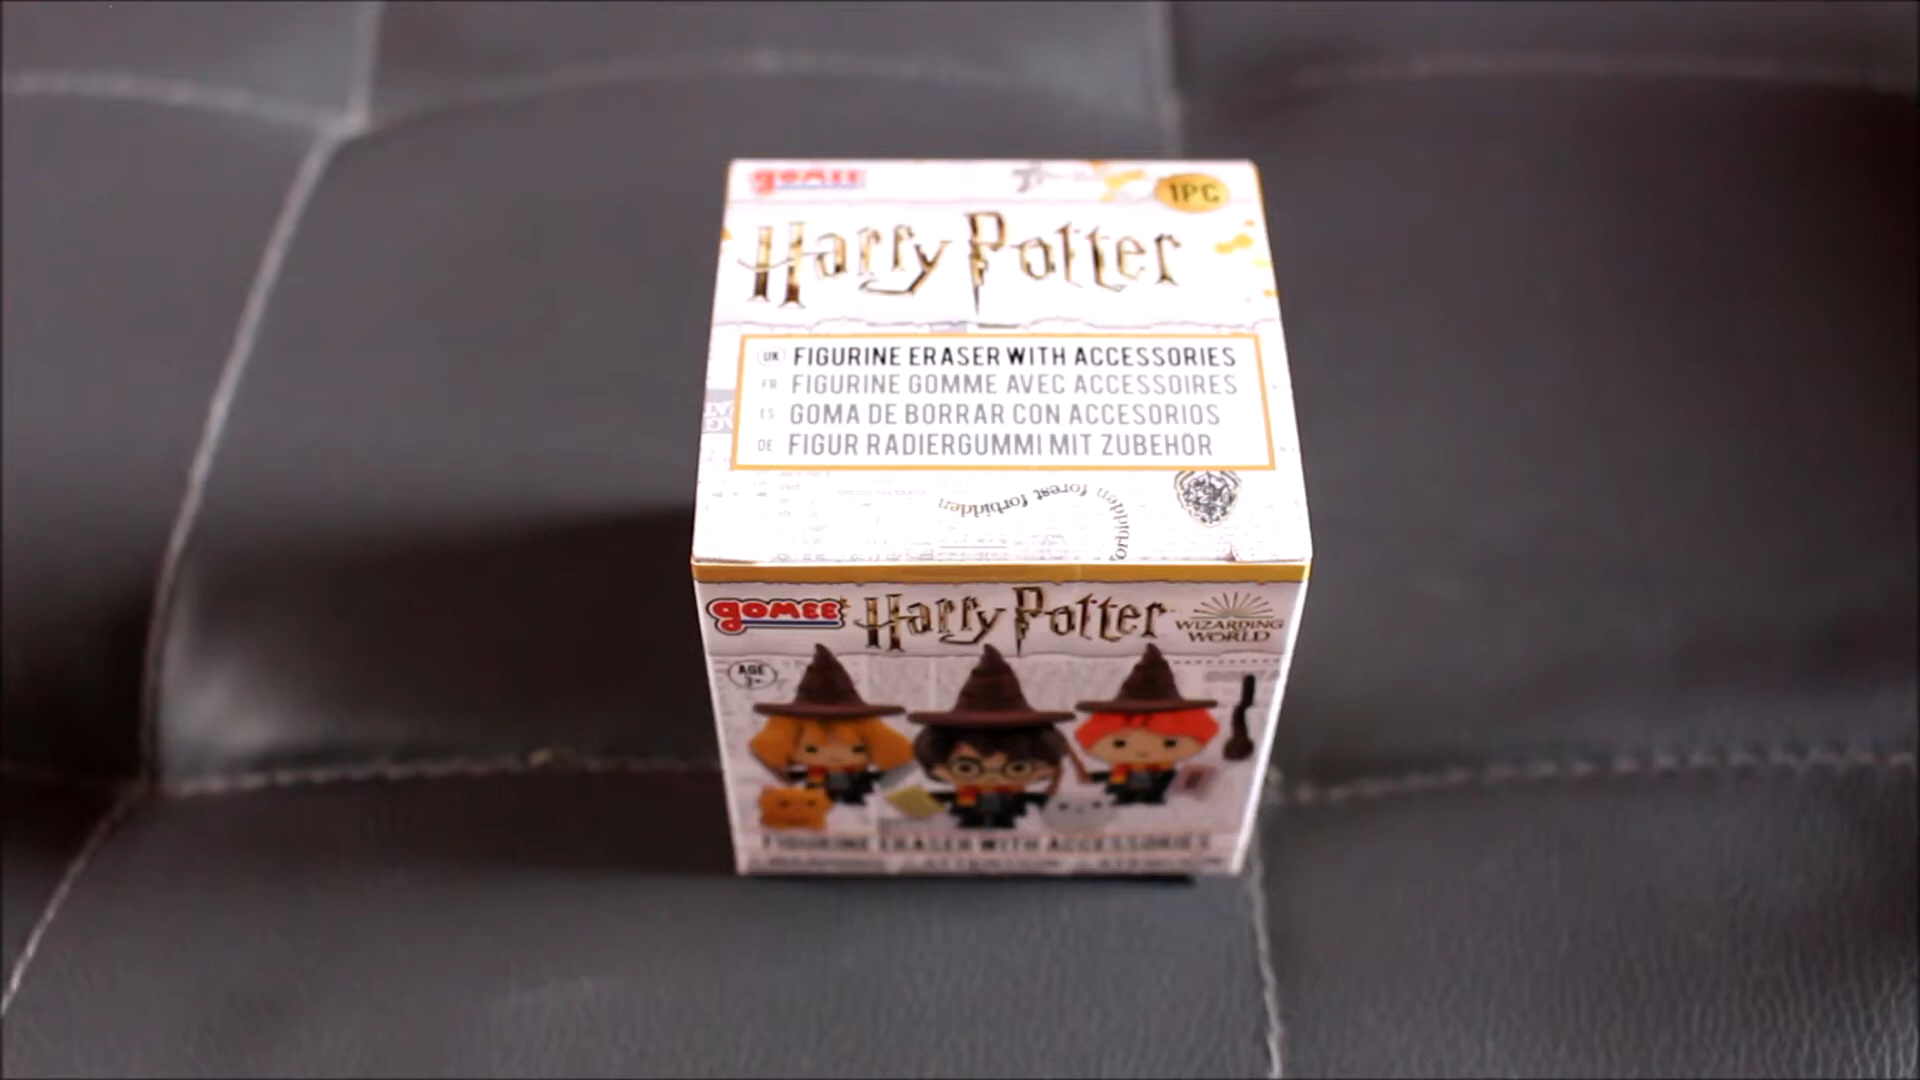 gomee
1PC
Harry Potter
UK FIGURINE ERASER WITH ACCESSORIES
FR FIGURINE GOMME AVEC ACCESSOIRES
ES GOMA DE BORRAR CON ACCESORIOS
DE FIGUR RADIERGUMMI MIT ZUBEHÖR
forbidden forest forbidden
gomee Harry Potter WIZARDING
WORLD
AGE
3+
FIGURINE ERASER WITH ACCESSORIES